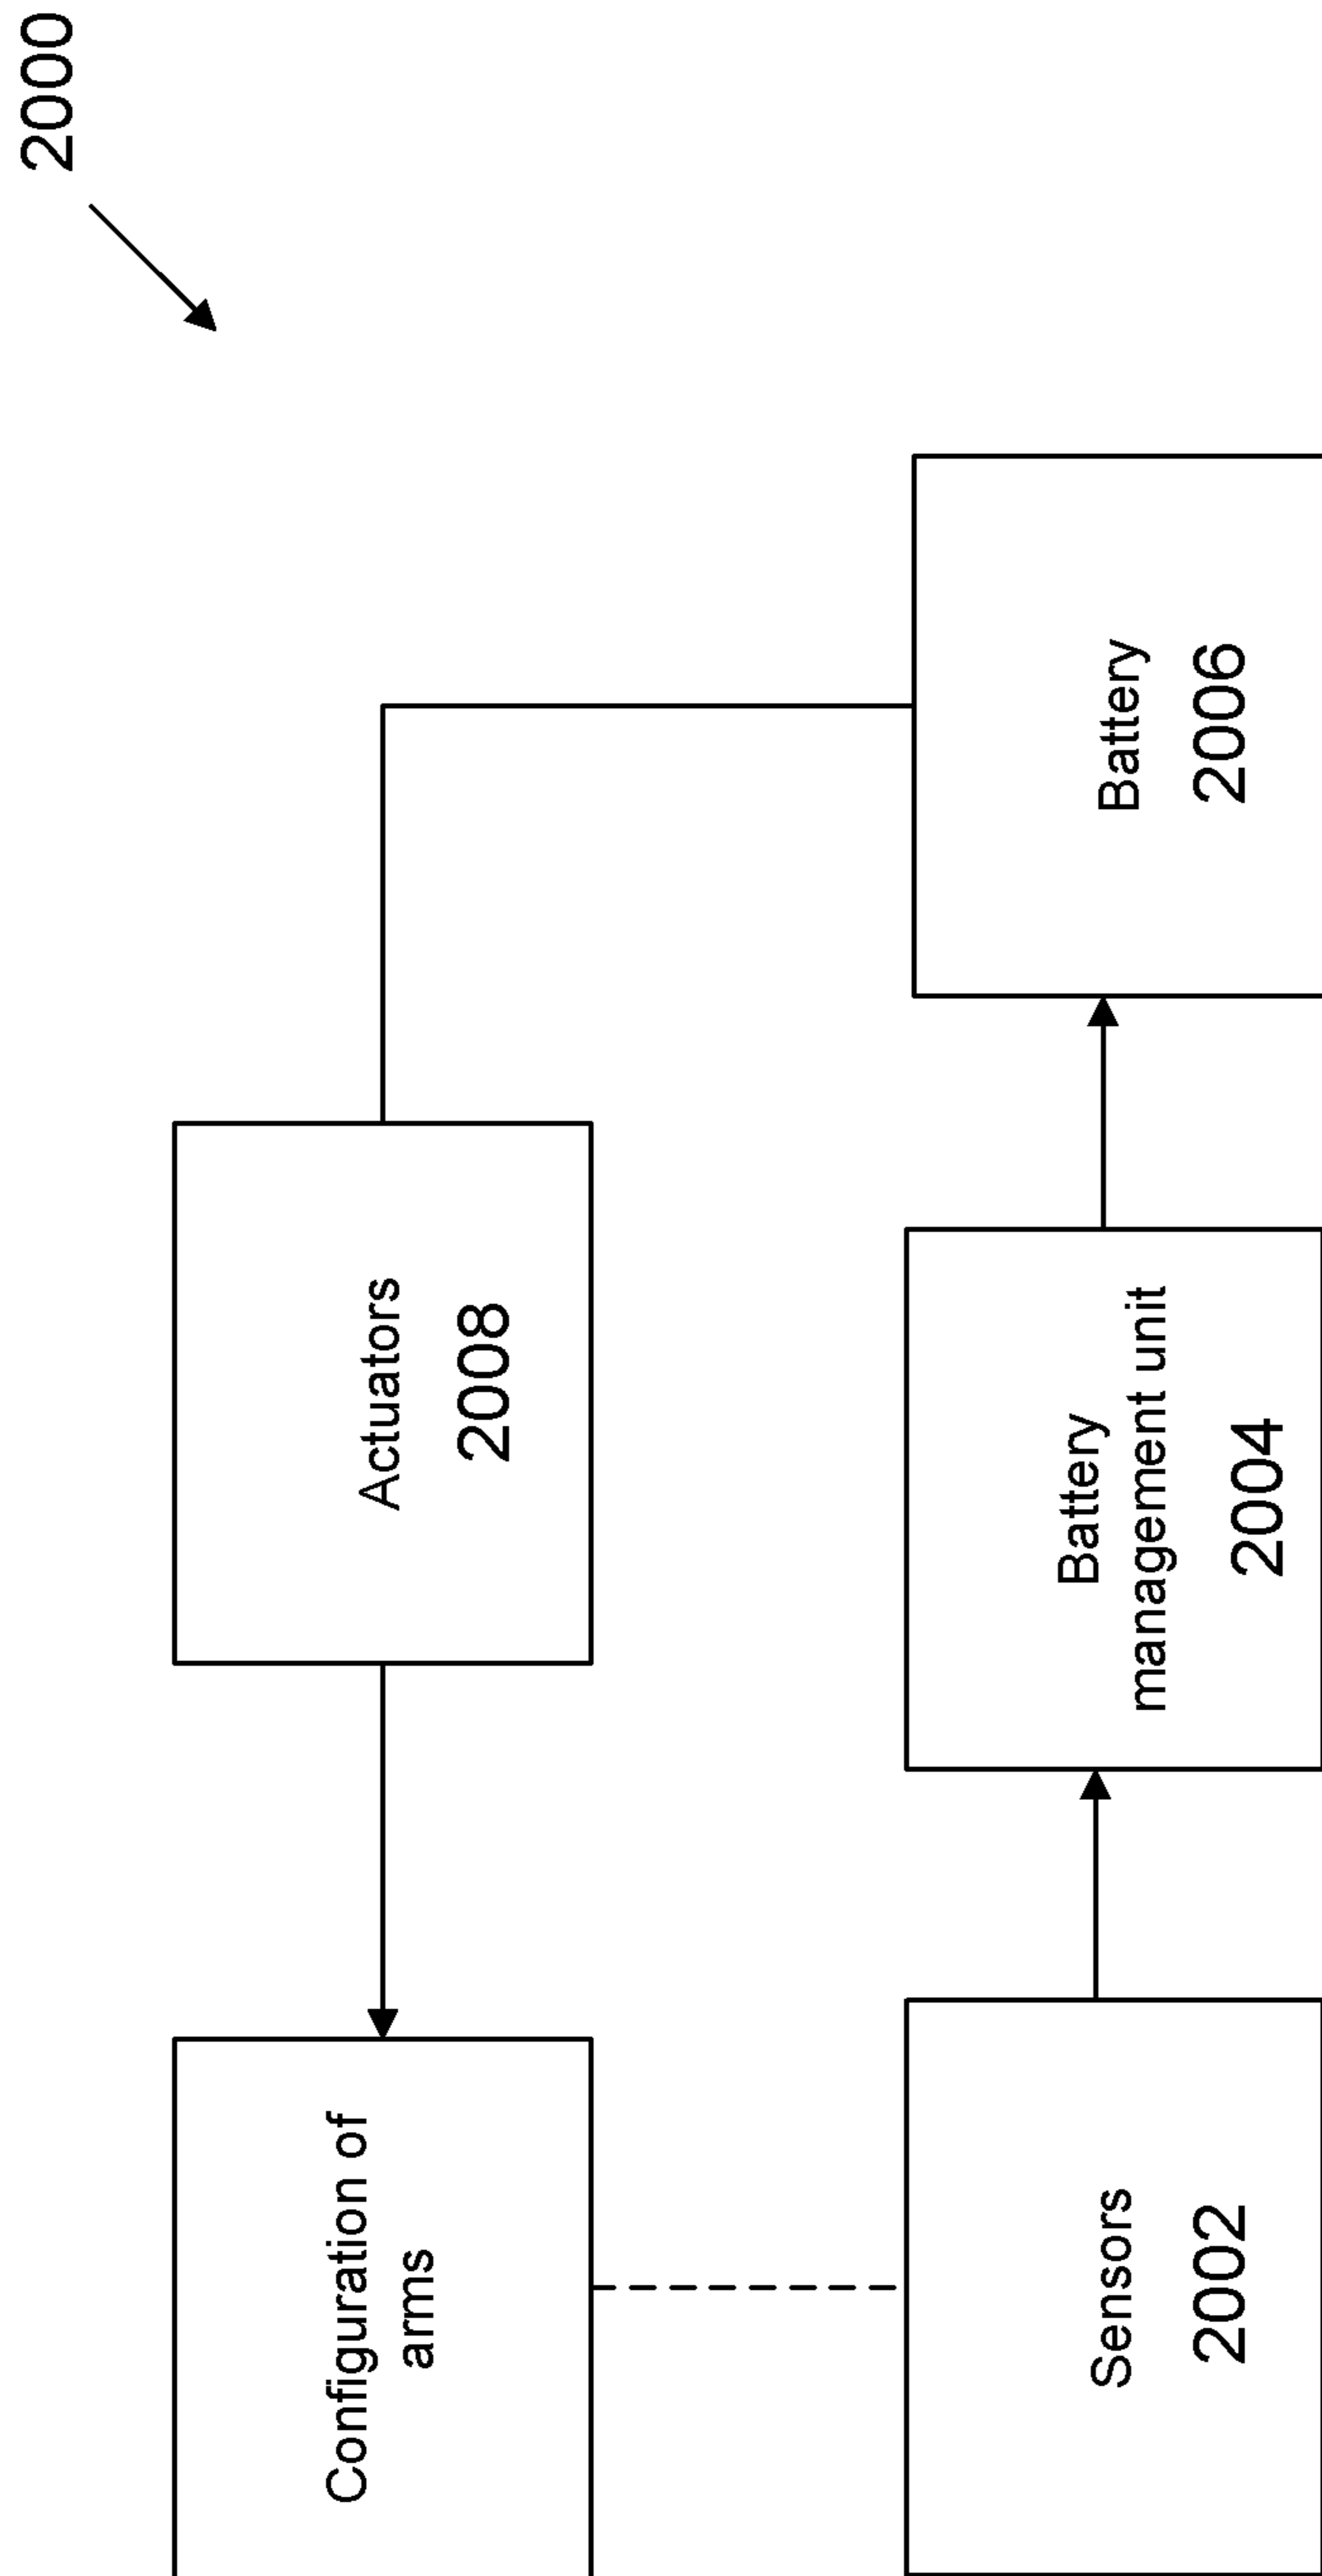 2000
Configuration of
arms
Actuators
2008
Sensors
2002
Battery
management unit
2004
Battery
2006